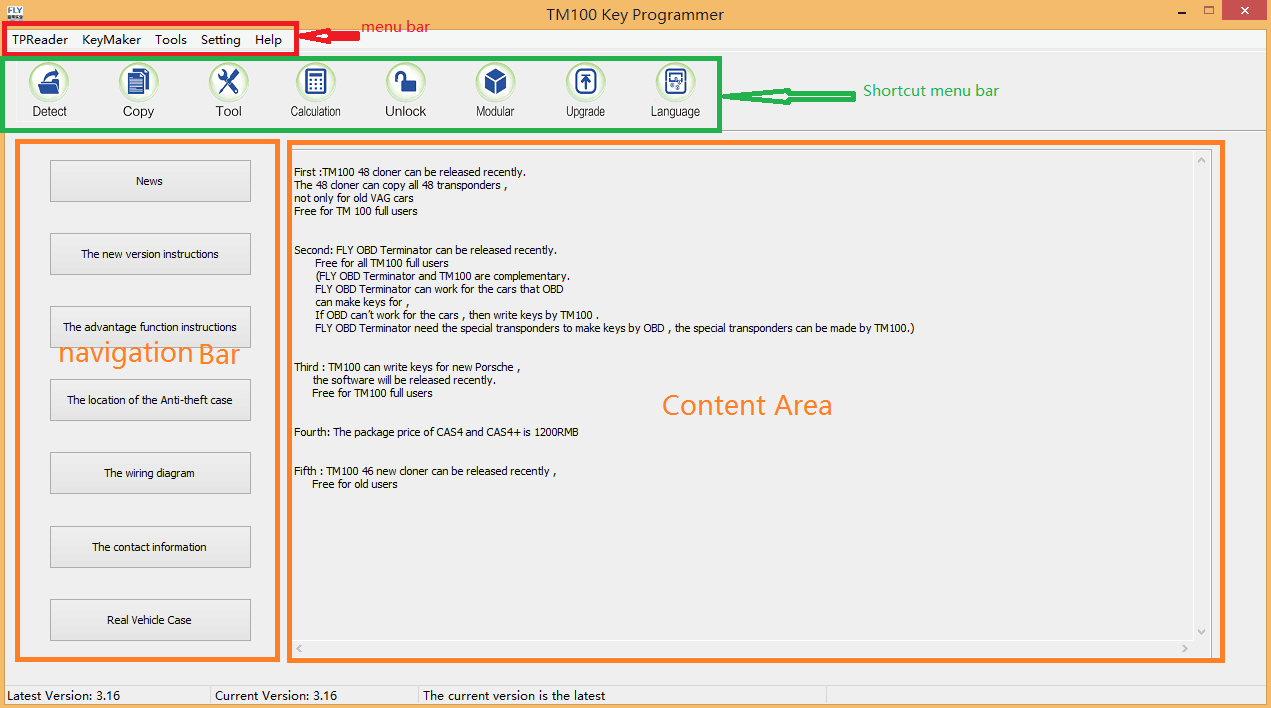 FLY
TM100 Key Programmer
TPReader KeyMaker Tools Setting Help
menu bar
Detect Copy Tool Calculation Unlock Modular Upgrade Language
Shortcut menu bar
News
The new version instructions
The advantage function instructions
navigation Bar
The location of the Anti-theft case
The wiring diagram
The contact information
Real Vehicle Case
First :TM100 48 cloner can be released recently.
The 48 cloner can copy all 48 transponders ,
not only for old VAG cars
Free for TM 100 full users
Second: FLY OBD Terminator can be released recently.
Free for all TM100 full users
(FLY OBD Terminator and TM100 are complementary.
FLY OBD Terminator can work for the cars that OBD
can make keys for ,
If OBD can't work for the cars , then write keys by TM100 .
FLY OBD Terminator need the special transponders to make keys by OBD , the special transponders can be made by TM100.)
Third : TM100 can write keys for new Porsche ,
the software will be released recently.
Free for TM100 full users
Content Area
Fourth: The package price of CAS4 and CAS4+ is 1200RMB
Fifth : TM100 46 new cloner can be released recently ,
Free for old users
Latest Version: 3.16
Current Version: 3.16
The current version is the latest